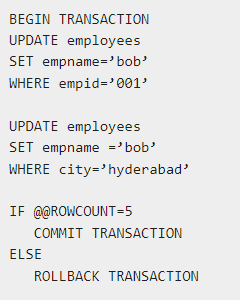 BEGIN TRANSACTION
UPDATE employees
SET empname=’bob’
WHERE empid=’001’
UPDATE employees
SET empname =’bob’
WHERE city=’hyderabad’
IF @@ROWCOUNT=5
COMMIT TRANSACTION
ELSE
ROLLBACK TRANSACTION